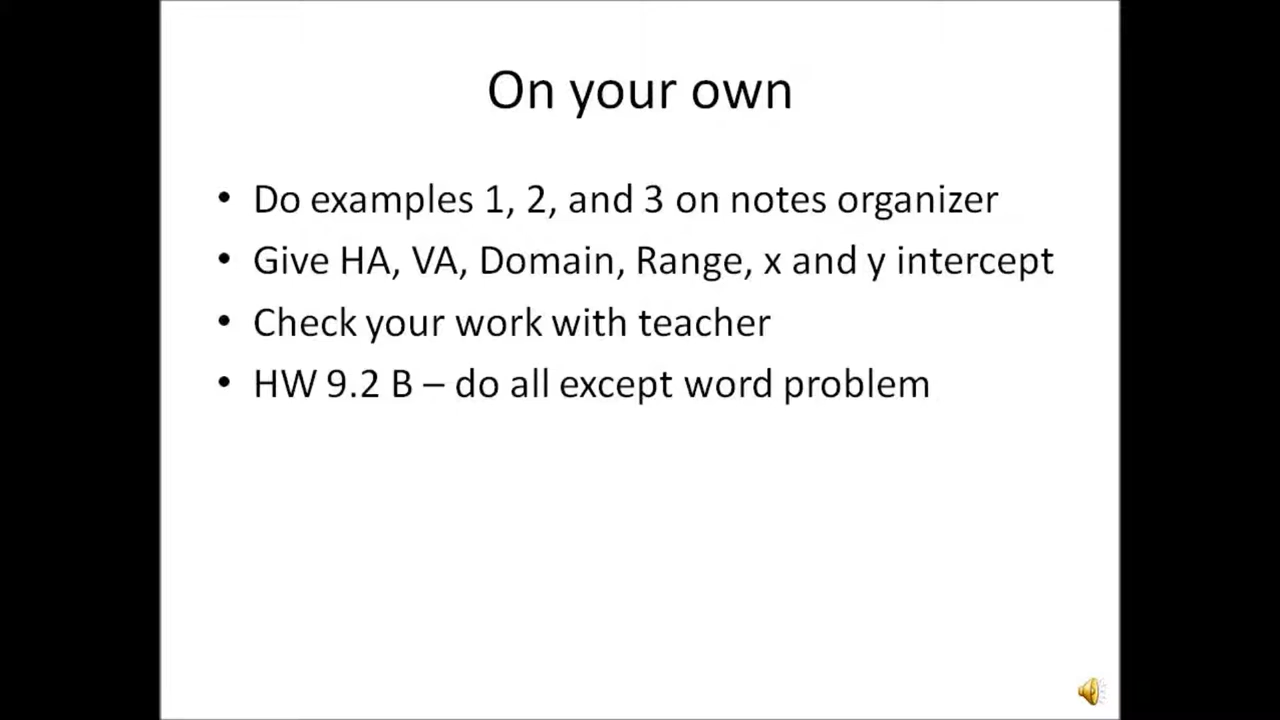 On your own
• Do examples 1, 2, and 3 on notes organizer
• Give HA, VA, Domain, Range, x and y intercept
• Check your work with teacher
• HW 9.2 B – do all except word problem